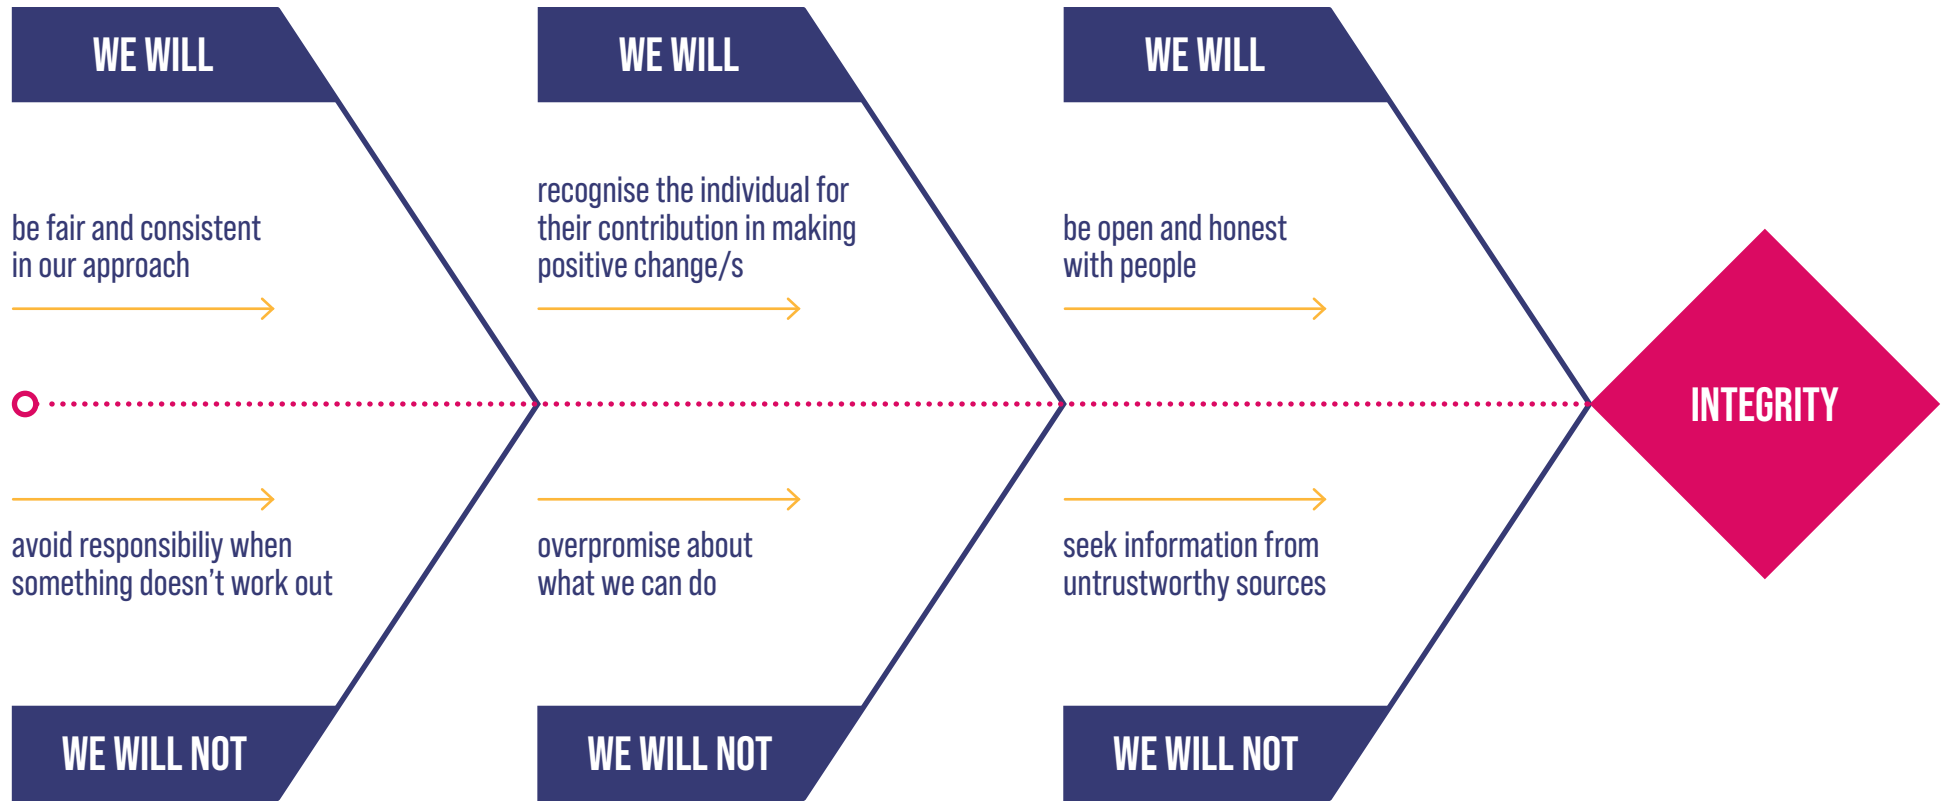 WE WILL
be fair and consistent
in our approach
avoid responsibiliy when
something doesn't work out
WE WILL NOT
WE WILL
recognise the individual for
their contribution in making
positive change/s
overpromise about
what we can do
WE WILL NOT
WE WILL
be open and honest
with people
seek information from
untrustworthy sources
WE WILL NOT
INTEGRITY